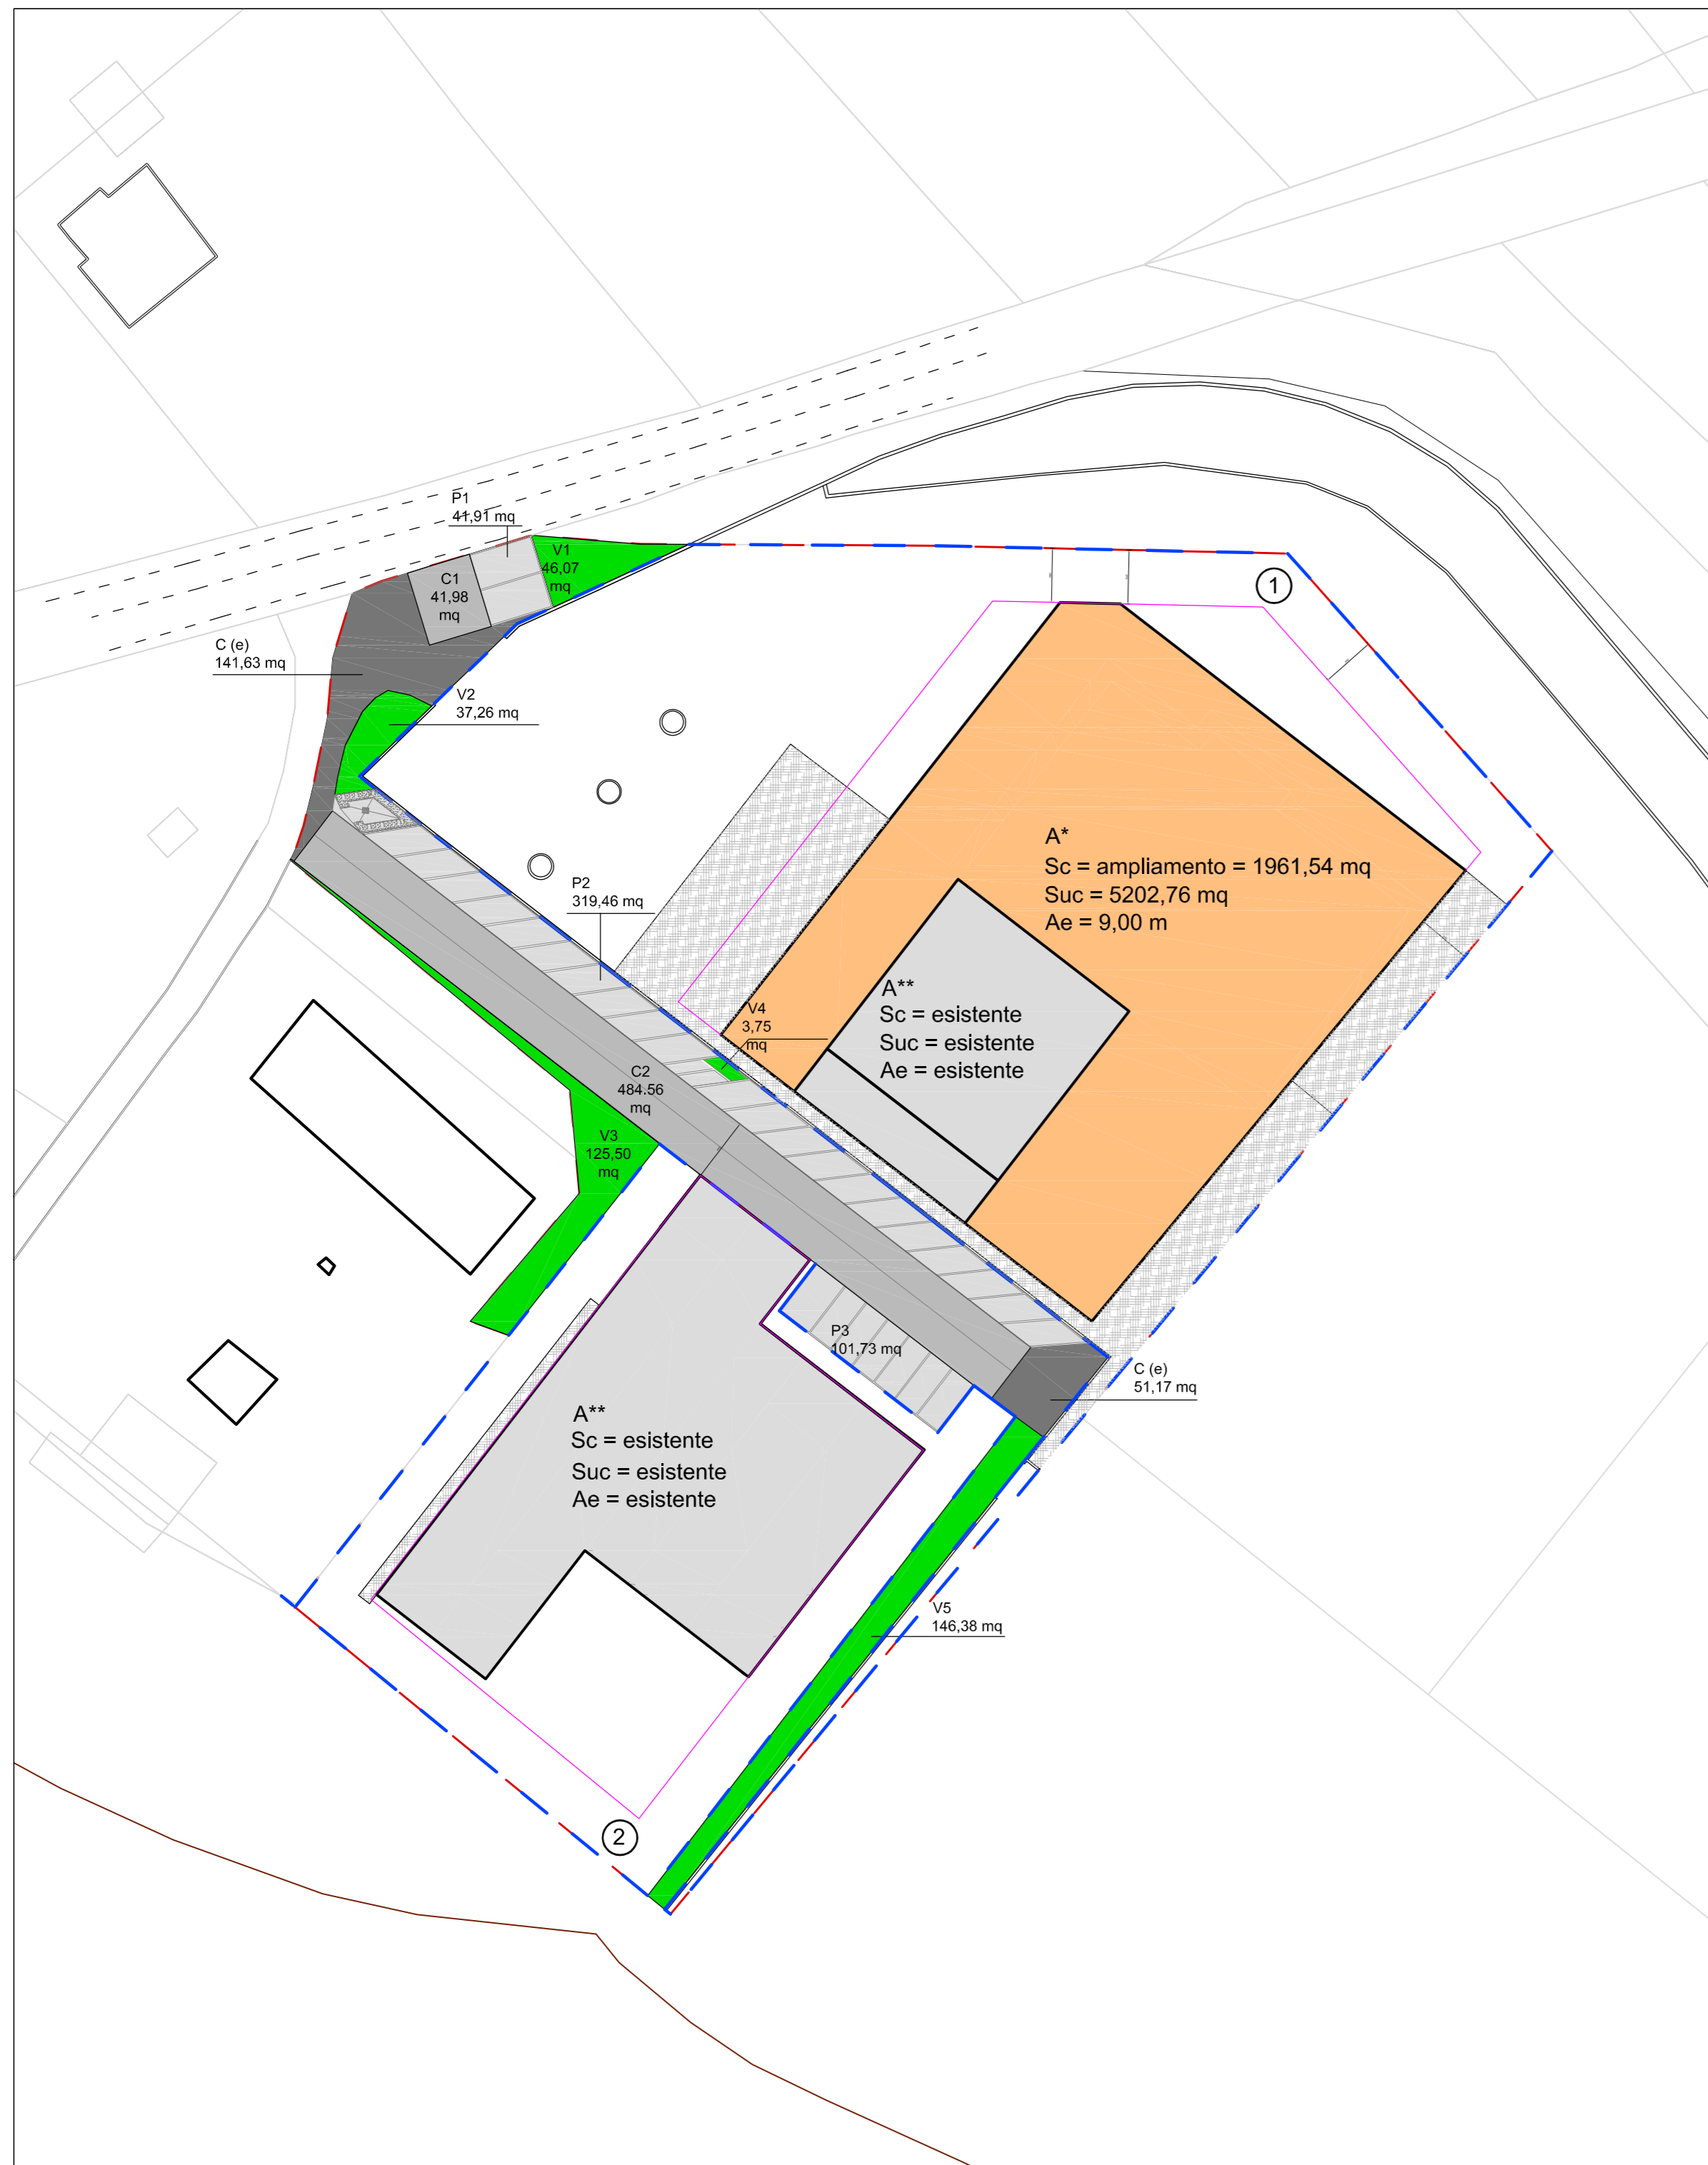 P1
41,91 mq
V1
46,07
mq
C1
41,98
mq
1
C (e)
141,63 mq
V2
37,26 mq
A*
Sc = ampliamento = 1961,54 mq
Suc = 5202,76 mq
Ae = 9,00 m
P2
319,46 mq
A**
Sc = esistente
Suc = esistente
Ae = esistente
V4
3,75
mq
C2
484.56
mq
V3
125,50
mq
P3
101,73 mq
C (e)
51,17 mq
A**
Sc = esistente
Suc = esistente
Ae = esistente
V5
146,38 mq
2